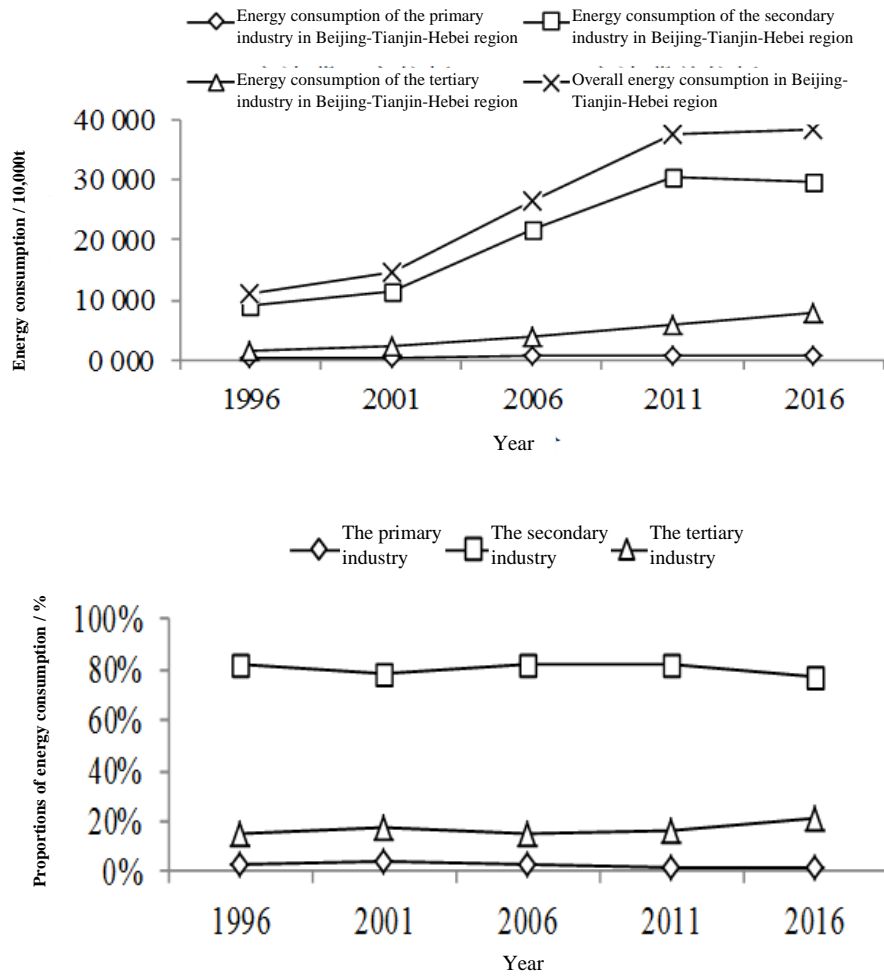 Energy consumption of the primary
industry in Beijing-Tianjin-Hebei region
Energy consumption of the secondary
industry in Beijing-Tianjin-Hebei region
Energy consumption of the tertiary
industry in Beijing-Tianjin-Hebei region
Overall energy consumption in Beijing-
Tianjin-Hebei region
Energy consumption / 10,000t
40 000
30 000
20 000
10 000
0 000
1996 2001 2006 2011 2016
Year
The primary
industry
The secondary
industry
The tertiary
industry
Proportions of energy consumption / %
100%
80%
60%
40%
20%
0%
1996 2001 2006 2011 2016
Year